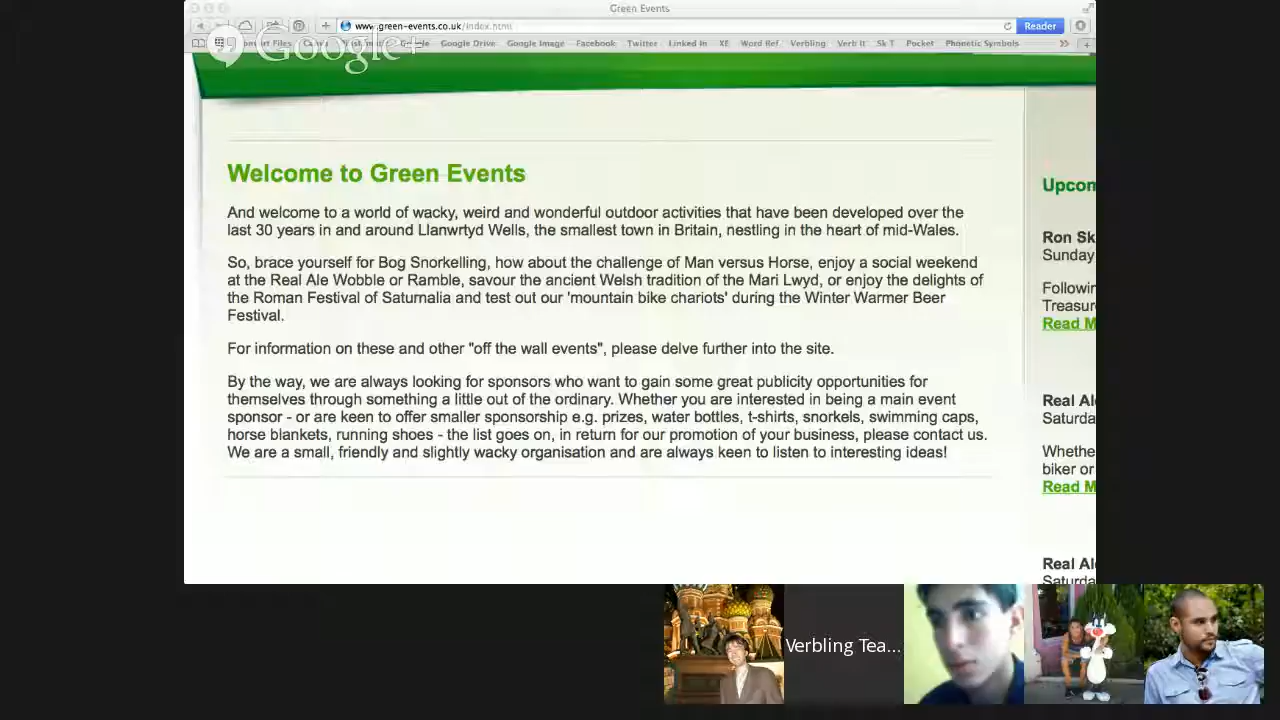 Green Events
www.green-events.co.uk/index.html
Reader
Google+
Google Drive
Google Image
Facebook
Twitter
Linked In
XE
Word Ref
Verbling
Verb It
Sk T
Pocket
Phonetic Symbols
Welcome to Green Events
And welcome to a world of wacky, weird and wonderful outdoor activities that have been developed over the
last 30 years in and around Llanwrtyd Wells, the smallest town in Britain, nestling in the heart of mid-Wales.
So, brace yourself for Bog Snorkelling, how about the challenge of Man versus Horse, enjoy a social weekend
at the Real Ale Wobble or Ramble, savour the ancient Welsh tradition of the Mari Lwyd, or enjoy the delights of
the Roman Festival of Saturnalia and test out our 'mountain bike chariots' during the Winter Warmer Beer
Festival.
For information on these and other "off the wall events", please delve further into the site.
By the way, we are always looking for sponsors who want to gain some great publicity opportunities for
themselves through something a little out of the ordinary. Whether you are interested in being a main event
sponsor - or are keen to offer smaller sponsorship e.g. prizes, water bottles, t-shirts, snorkels, swimming caps,
horse blankets, running shoes - the list goes on, in return for our promotion of your business, please contact us.
We are a small, friendly and slightly wacky organisation and are always keen to listen to interesting ideas!
Upcom
Ron Sk
Sunday
Followin
Treasur
Read M
Real Al
Saturda
Whethe
biker or
Read M
Real Al
Saturda
Verbling Tea...